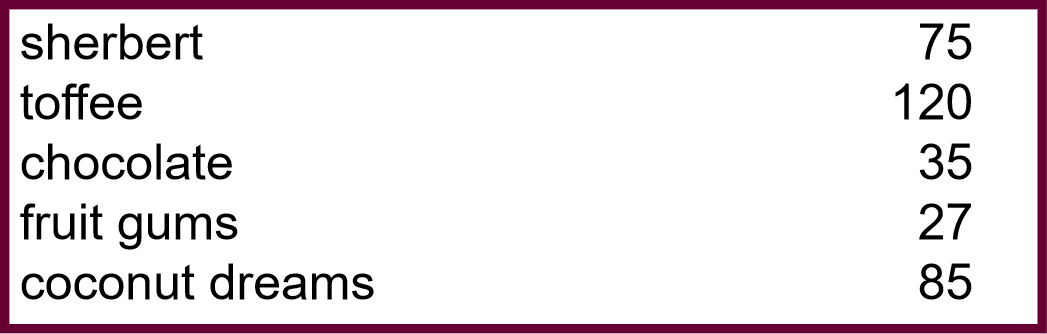 sherbert 75
toffee 120
chocolate 35
fruit gums 27
coconut dreams 85